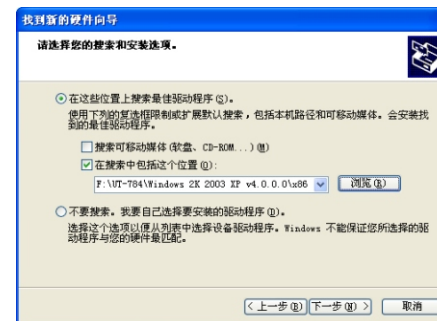 找到新的硬件向导
请选择您的搜索和安装选项。
在这些位置上搜索最佳驱动程序(S)。
使用下列的复选框限制或扩展默认搜索，包括本机路径和可移动媒体。会安装找
到的最佳驱动程序。
搜索可移动媒体(软盘、CD-ROM...)(M)
在搜索中包括这个位置(O):
F:\UT-784\Windows 2K 2003 XP v4.0.0.0\x86
浏览(R)
不要搜索。我要自己选择要安装的驱动程序(D)。
选择这个选项以便从列表中选择设备驱动程序。Windows 不能保证您所选择的驱
动程序与您的硬件最匹配。
< 上一步(B) 下一步(N) > 取消